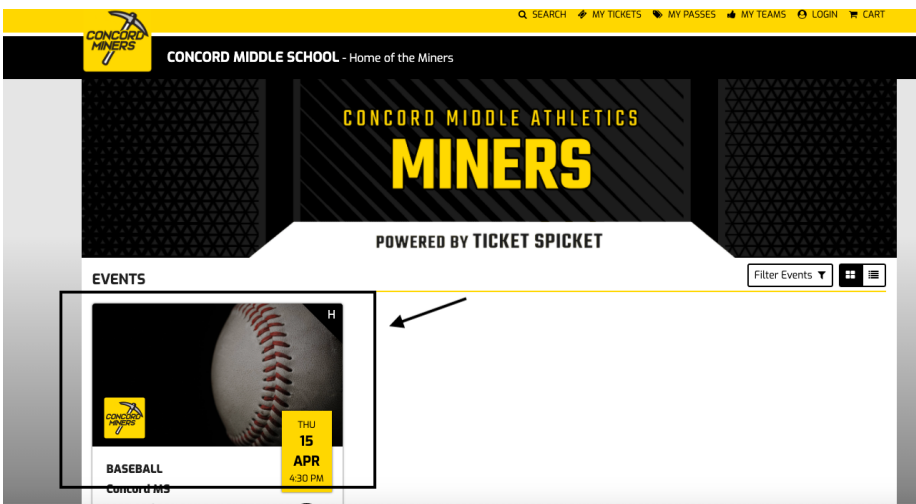 SEARCH MY TICKETS MY PASSES MY TEAMS LOGIN CART
CONCORD
MINERS
CONCORD MIDDLE SCHOOL - Home of the Miners
CONCORD MIDDLE ATHLETICS
MINERS
POWERED BY TICKET SPICKET
EVENTS
Filter Events
H
CONCORD
MINERS
THU
15
APR
4:30 PM
BASEBALL
Concord MS